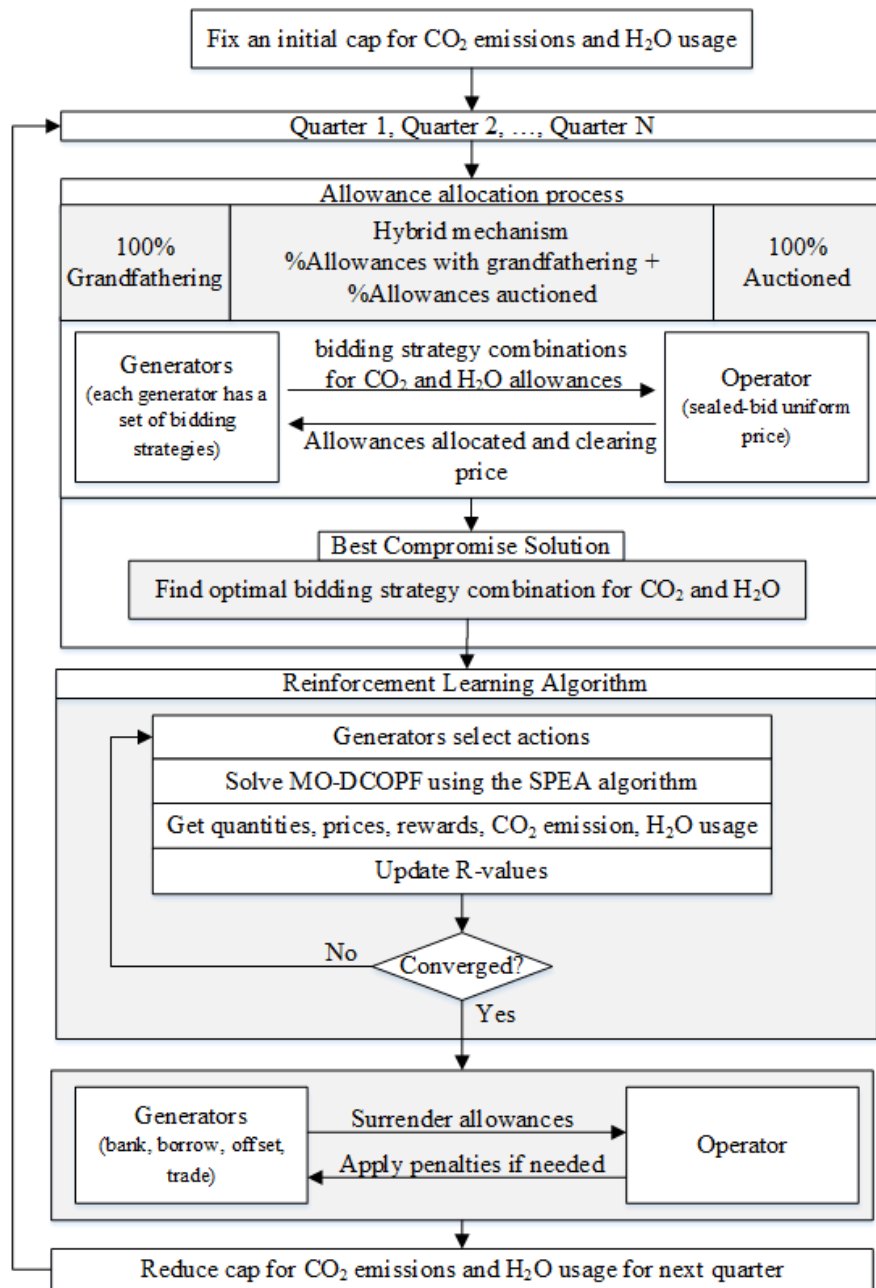 Fix an initial cap for CO₂ emissions and H₂O usage
Quarter 1, Quarter 2, …, Quarter N
Allowance allocation process
100%
Grandfathering
Hybrid mechanism
%Allowances with grandfathering +
%Allowances auctioned
100%
Auctioned
Generators
(each generator has a
set of bidding
strategies)
bidding strategy combinations
for CO₂ and H₂O allowances
Allowances allocated and clearing
price
Operator
(sealed-bid uniform
price)
Best Compromise Solution
Find optimal bidding strategy combination for CO₂ and H₂O
Reinforcement Learning Algorithm
Generators select actions
Solve MO-DCOPF using the SPEA algorithm
Get quantities, prices, rewards, CO₂ emission, H₂O usage
Update R-values
No
Converged?
Yes
Generators
(bank, borrow, offset,
trade)
Surrender allowances
Apply penalties if needed
Operator
Reduce cap for CO₂ emissions and H₂O usage for next quarter